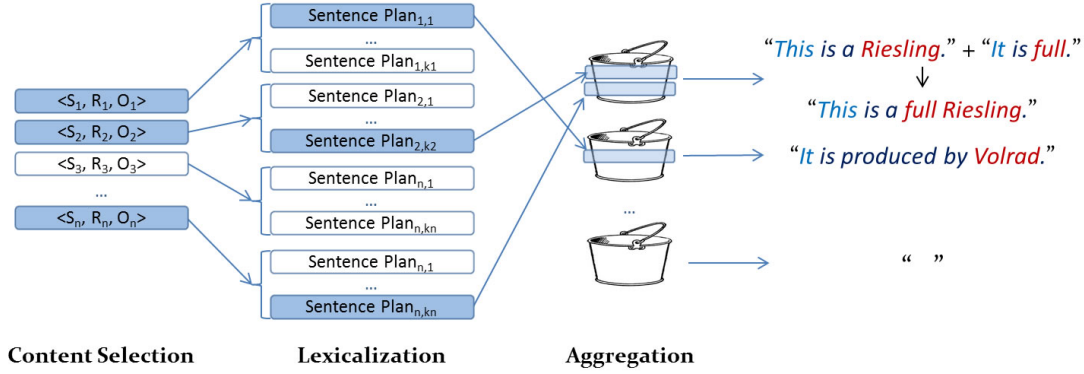 <S₁, R₁, O₁>
<S₂, R₂, O₂>
<S₃, R₃, O₃>
...
<Sₙ, Rₙ, Oₙ>
Content Selection
Sentence Plan₁,₁
...
Sentence Plan₁,ₖ₁
Sentence Plan₂,₁
...
Sentence Plan₂,ₖ₂
Sentence Planₙ,₁
...
Sentence Planₙ,ₖₙ
Sentence Planₙ,₁
...
Sentence Planₙ,ₖₙ
Lexicalization
...
Aggregation
“This is a Riesling.” + “It is full.”
“This is a full Riesling.”
“It is produced by Volrad.”
“ ”